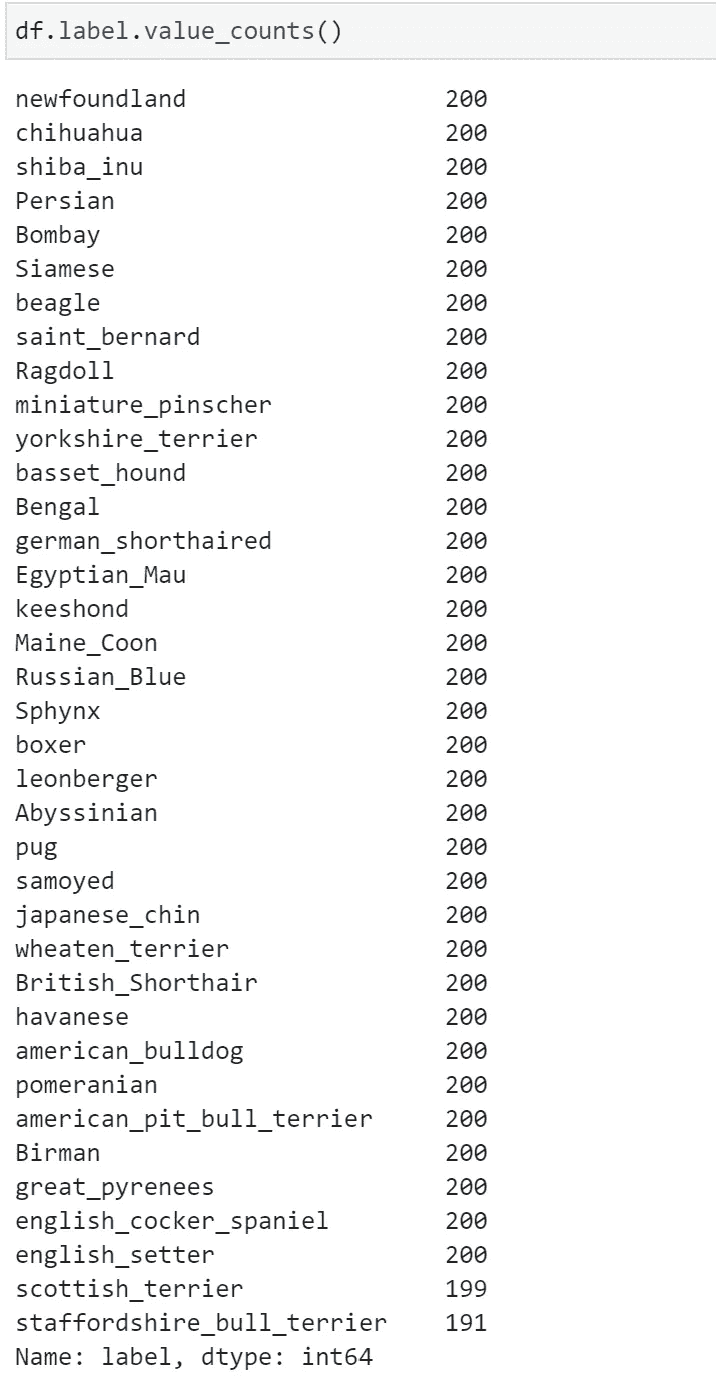 df.label.value_counts()
newfoundland 200
chihuahua 200
shiba_inu 200
Persian 200
Bombay 200
Siamese 200
beagle 200
saint_bernard 200
Ragdoll 200
miniature_pinscher 200
yorkshire_terrier 200
basset_hound 200
Bengal 200
german_shorthaired 200
Egyptian_Mau 200
keeshond 200
Maine_Coon 200
Russian_Blue 200
Sphynx 200
boxer 200
leonberger 200
Abyssinian 200
pug 200
samoyed 200
japanese_chin 200
wheaten_terrier 200
British_Shorthair 200
havanese 200
american_bulldog 200
pomeranian 200
american_pit_bull_terrier 200
Birman 200
great_pyrenees 200
english_cocker_spaniel 200
english_setter 200
scottish_terrier 199
staffordshire_bull_terrier 191
Name: label, dtype: int64